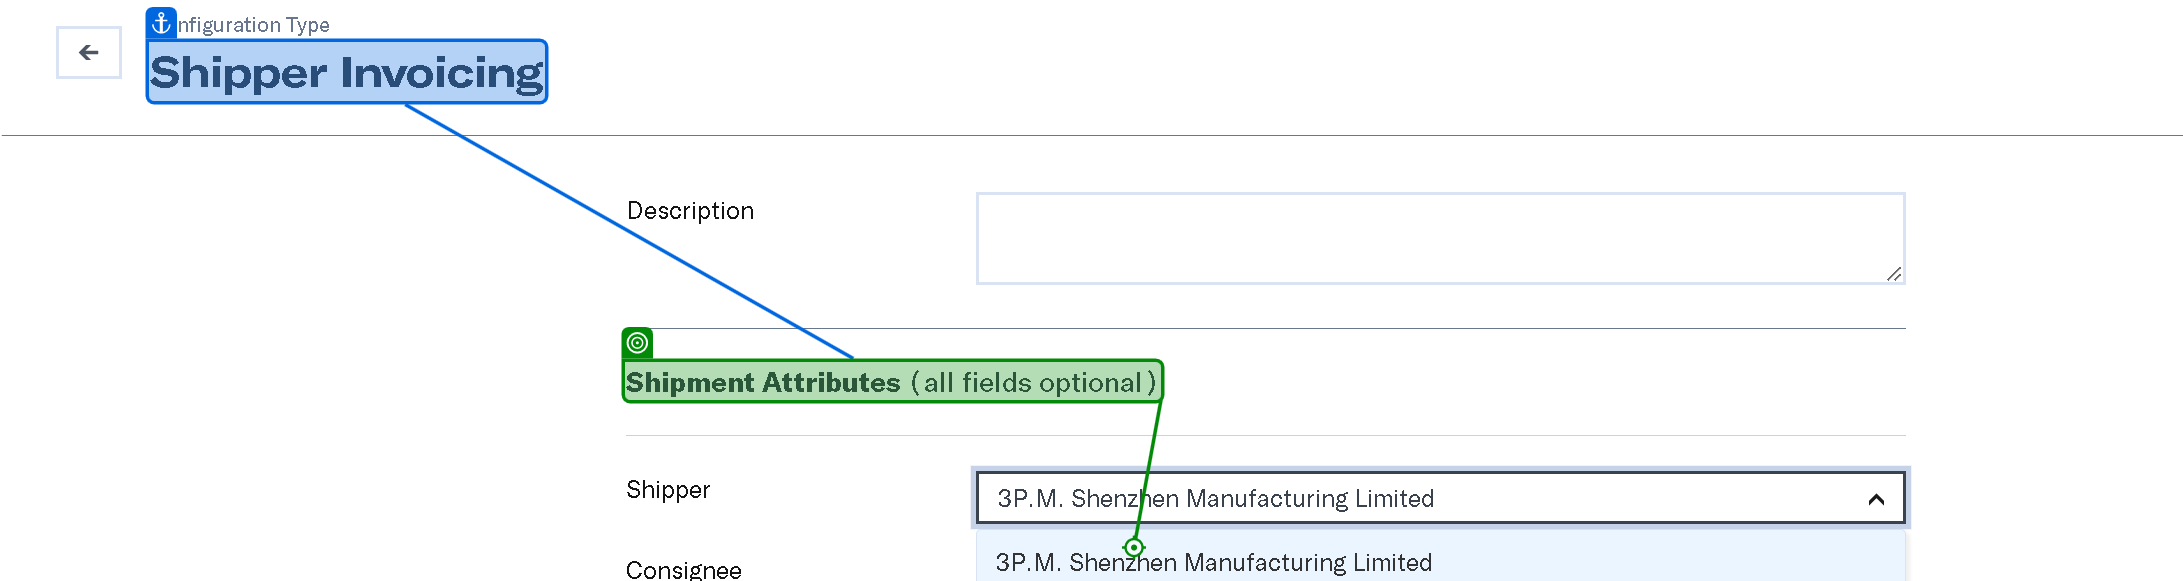 nfiguration Type
Shipper Invoicing
Description
Shipment Attributes (all fields optional)
Shipper
3P.M. Shenzhen Manufacturing Limited
3P.M. Shenzhen Manufacturing Limited
Consignee